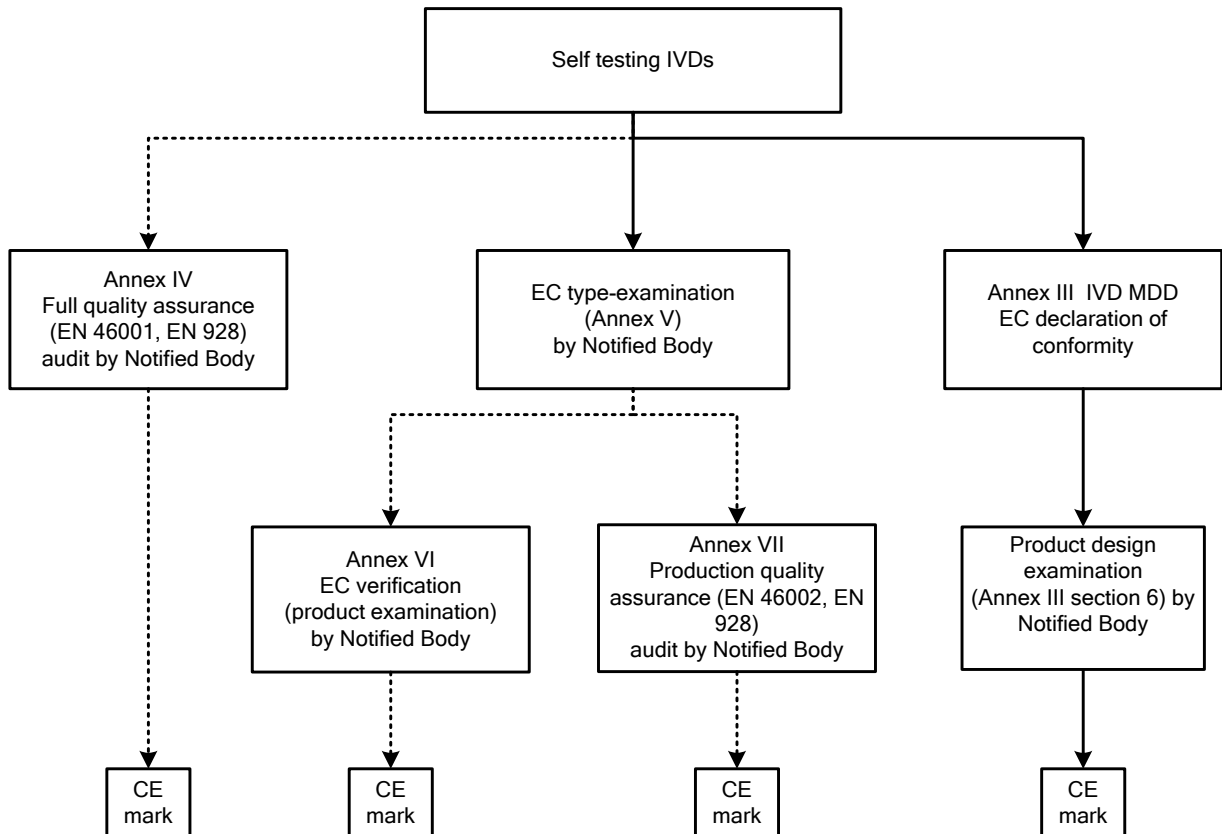 Self testing IVDs
Annex IV
Full quality assurance
(EN 46001, EN 928)
audit by Notified Body
EC type-examination
(Annex V)
by Notified Body
Annex III  IVD MDD
EC declaration of
conformity
Annex VI
EC verification
(product examination)
by Notified Body
Annex VII
Production quality
assurance (EN 46002, EN
928)
audit by Notified Body
Product design
examination
(Annex III section 6) by
Notified Body
CE
mark
CE
mark
CE
mark
CE
mark